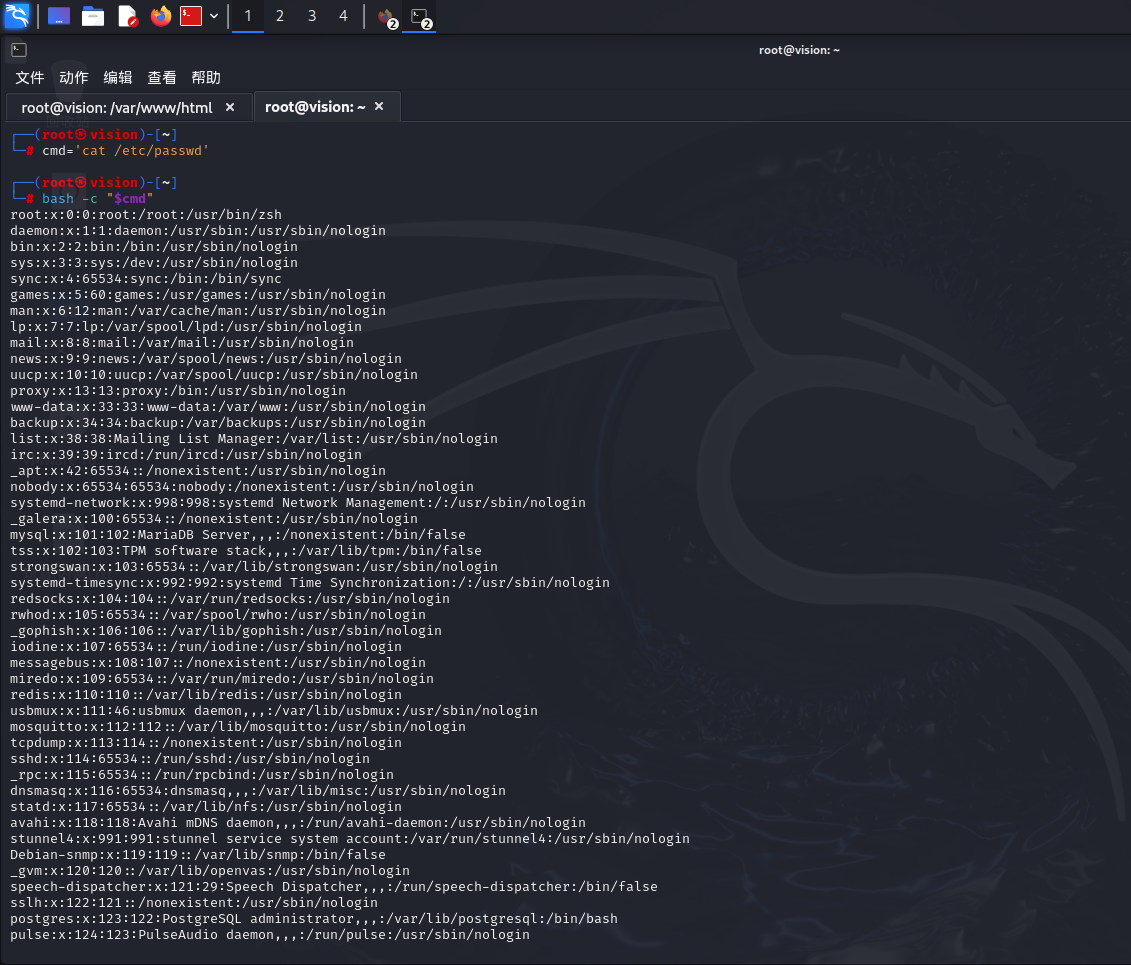 1 2 3 4 2 2
root@vision: ~
文件 动作 编辑 查看 帮助
root@vision: /var/www/html × root@vision: ~ ×
┌──(root㉿vision)-[~]
└─# cmd='cat /etc/passwd'
┌──(root㉿vision)-[~]
└─# bash -c "$cmd"
root:x:0:0:root:/root:/usr/bin/zsh
daemon:x:1:1:daemon:/usr/sbin:/usr/sbin/nologin
bin:x:2:2:bin:/bin:/usr/sbin/nologin
sys:x:3:3:sys:/dev:/usr/sbin/nologin
sync:x:4:65534:sync:/bin:/bin/sync
games:x:5:60:games:/usr/games:/usr/sbin/nologin
man:x:6:12:man:/var/cache/man:/usr/sbin/nologin
lp:x:7:7:lp:/var/spool/lpd:/usr/sbin/nologin
mail:x:8:8:mail:/var/mail:/usr/sbin/nologin
news:x:9:9:news:/var/spool/news:/usr/sbin/nologin
uucp:x:10:10:uucp:/var/spool/uucp:/usr/sbin/nologin
proxy:x:13:13:proxy:/bin:/usr/sbin/nologin
www-data:x:33:33:www-data:/var/www:/usr/sbin/nologin
backup:x:34:34:backup:/var/backups:/usr/sbin/nologin
list:x:38:38:Mailing List Manager:/var/list:/usr/sbin/nologin
irc:x:39:39:ircd:/run/ircd:/usr/sbin/nologin
_apt:x:42:65534::/nonexistent:/usr/sbin/nologin
nobody:x:65534:65534:nobody:/nonexistent:/usr/sbin/nologin
systemd-network:x:998:998:systemd Network Management:/:/usr/sbin/nologin
_galera:x:100:65534::/nonexistent:/usr/sbin/nologin
mysql:x:101:102:MariaDB Server,,,:/nonexistent:/bin/false
tss:x:102:103:TPM software stack,,,:/var/lib/tpm:/bin/false
strongswan:x:103:65534::/var/lib/strongswan:/usr/sbin/nologin
systemd-timesync:x:992:992:systemd Time Synchronization:/:/usr/sbin/nologin
redsocks:x:104:104::/var/run/redsocks:/usr/sbin/nologin
rwhod:x:105:65534::/var/spool/rwho:/usr/sbin/nologin
_gophish:x:106:106::/var/lib/gophish:/usr/sbin/nologin
iodine:x:107:65534::/run/iodine:/usr/sbin/nologin
messagebus:x:108:107::/nonexistent:/usr/sbin/nologin
miredo:x:109:65534::/var/run/miredo:/usr/sbin/nologin
redis:x:110:110::/var/lib/redis:/usr/sbin/nologin
usbmux:x:111:46:usbmux daemon,,,:/var/lib/usbmux:/usr/sbin/nologin
mosquitto:x:112:112::/var/lib/mosquitto:/usr/sbin/nologin
tcpdump:x:113:114::/nonexistent:/usr/sbin/nologin
sshd:x:114:65534::/run/sshd:/usr/sbin/nologin
_rpc:x:115:65534::/run/rpcbind:/usr/sbin/nologin
dnsmasq:x:116:65534:dnsmasq,,,:/var/lib/misc:/usr/sbin/nologin
statd:x:117:65534::/var/lib/nfs:/usr/sbin/nologin
avahi:x:118:118:Avahi mDNS daemon,,,:/run/avahi-daemon:/usr/sbin/nologin
stunnel4:x:991:991:stunnel service system account:/var/run/stunnel4:/usr/sbin/nologin
Debian-snmp:x:119:119::/var/lib/snmp:/bin/false
_gvm:x:120:120::/var/lib/openvas:/usr/sbin/nologin
speech-dispatcher:x:121:29:Speech Dispatcher,,,:/run/speech-dispatcher:/bin/false
sslh:x:122:121::/nonexistent:/usr/sbin/nologin
postgres:x:123:122:PostgreSQL administrator,,,:/var/lib/postgresql:/bin/bash
pulse:x:124:123:PulseAudio daemon,,,:/run/pulse:/usr/sbin/nologin